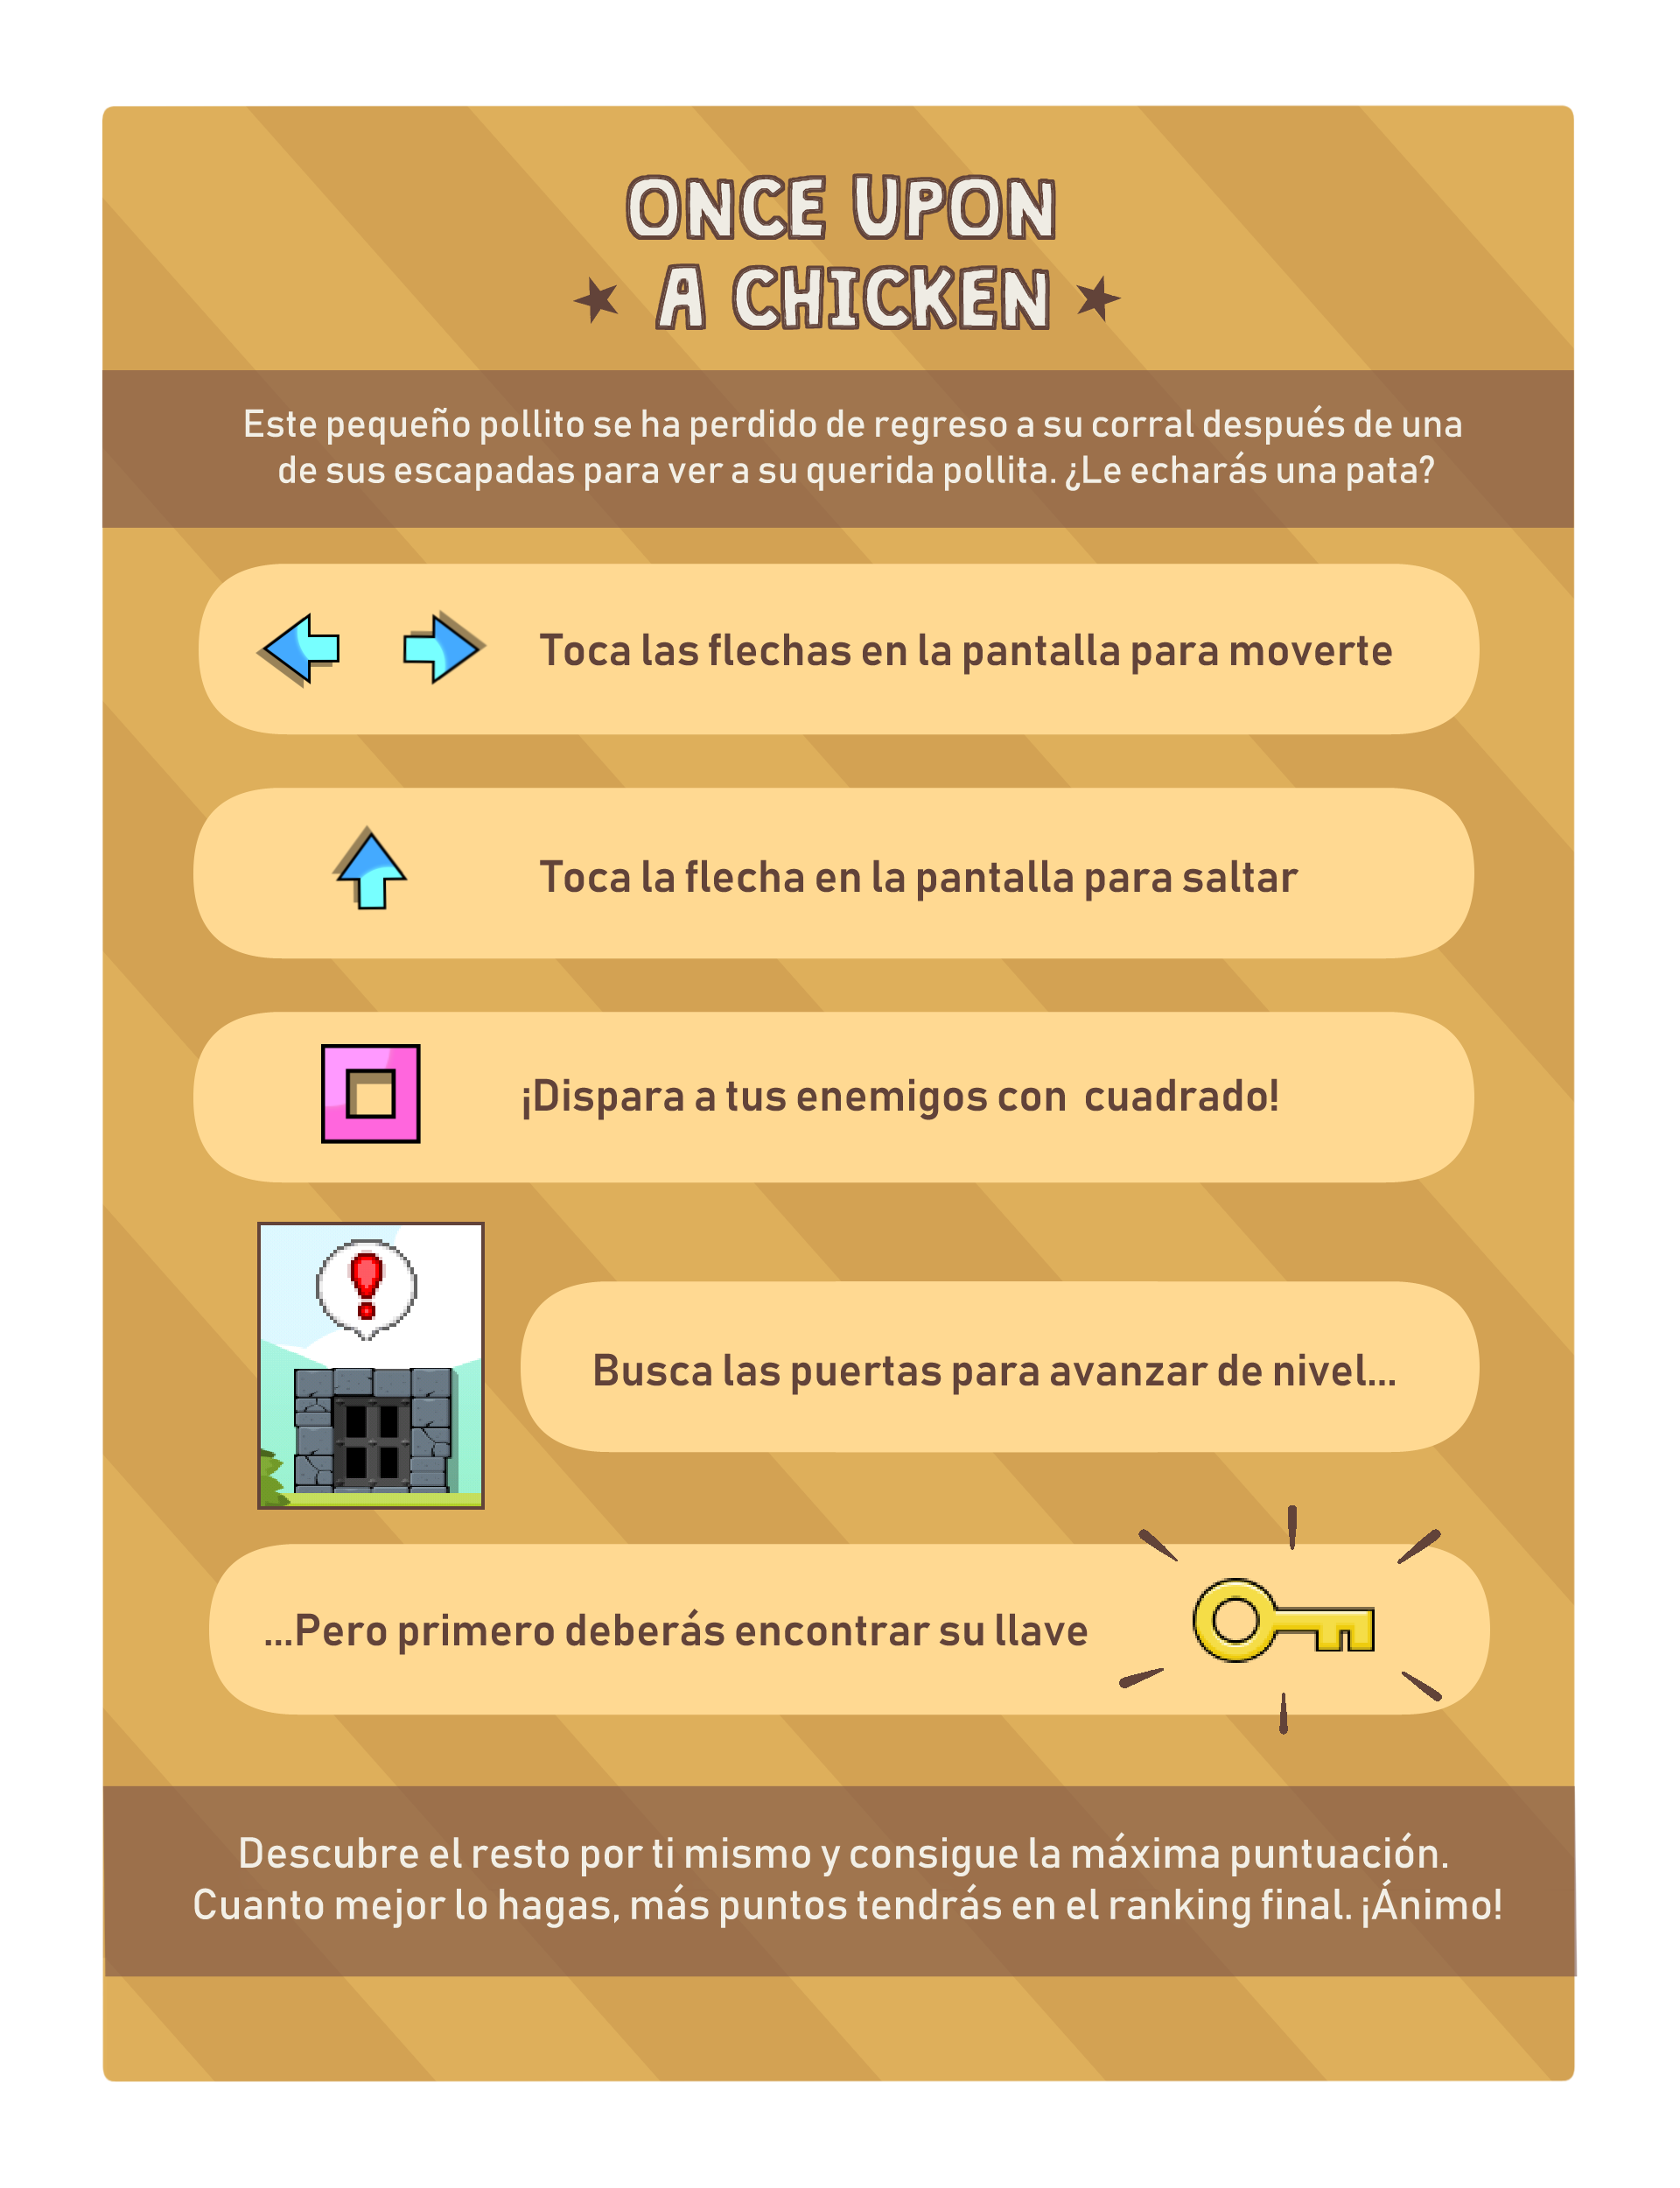 ONCE UPON
A CHICKEN
Este pequeño pollito se ha perdido de regreso a su corral después de una
de sus escapadas para ver a su querida pollita. ¿Le echarás una pata?
Toca las flechas en la pantalla para moverte
Toca la flecha en la pantalla para saltar
¡Dispara a tus enemigos con cuadrado!
Busca las puertas para avanzar de nivel...
...Pero primero deberás encontrar su llave
Descubre el resto por ti mismo y consigue la máxima puntuación.
Cuanto mejor lo hagas, más puntos tendrás en el ranking final. ¡Ánimo!